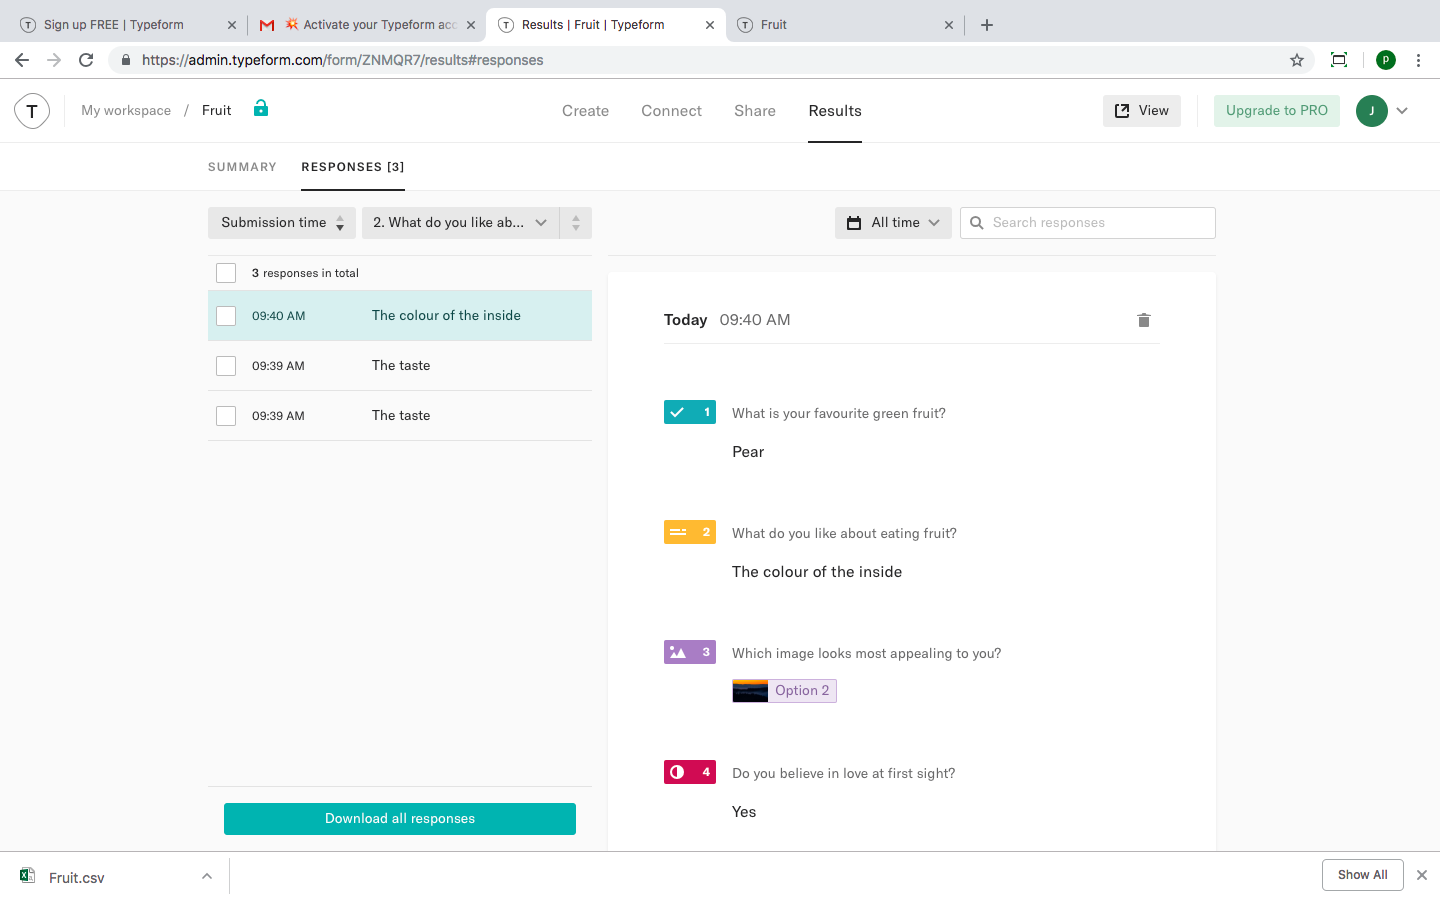 Sign up FREE | Typeform
Activate your Typeform acc
Results | Fruit | Typeform
Fruit
https://admin.typeform.com/form/ZNMQR7/results#responses
p
T
My workspace / Fruit
Create
Connect
Share
Results
View
Upgrade to PRO
J
SUMMARY
RESPONSES [3]
Submission time
2. What do you like ab...
All time
Search responses
3 responses in total
09:40 AM The colour of the inside
09:39 AM The taste
09:39 AM The taste
Download all responses
Today 09:40 AM
1 What is your favourite green fruit?
Pear
2 What do you like about eating fruit?
The colour of the inside
3 Which image looks most appealing to you?
Option 2
4 Do you believe in love at first sight?
Yes
Fruit.csv
Show All